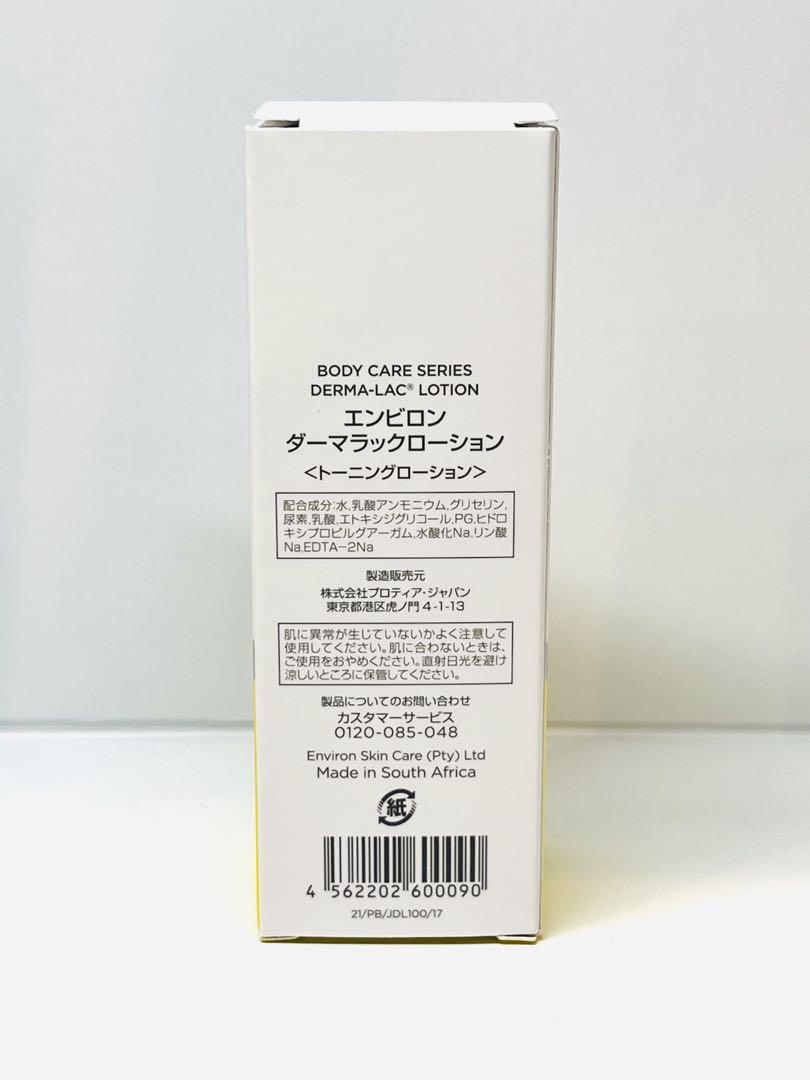 BODY CARE SERIES
DERMA-LAC® LOTION
エンビロン
ダーマラックローション
<トーニングローション>
配合成分:水,乳酸アンモニウム,グリセリン,
尿素,乳酸,エトキシジグリコール,PG,ヒドロ
キシプロピルグアーガム,水酸化Na,リン酸
Na,EDTA−2Na
製造販売元
株式会社プロティア・ジャパン
東京都港区虎ノ門4-1-13
肌に異常が生じていないかよく注意して
使用してください。肌に合わないときは、
ご使用をおやめください。直射日光を避け
涼しいところに保管してください。
製品についてのお問い合わせ
カスタマーサービス
0120-085-048
Environ Skin Care (Pty) Ltd
Made in South Africa
紙
4 562202 600090
21/PB/JDL100/17